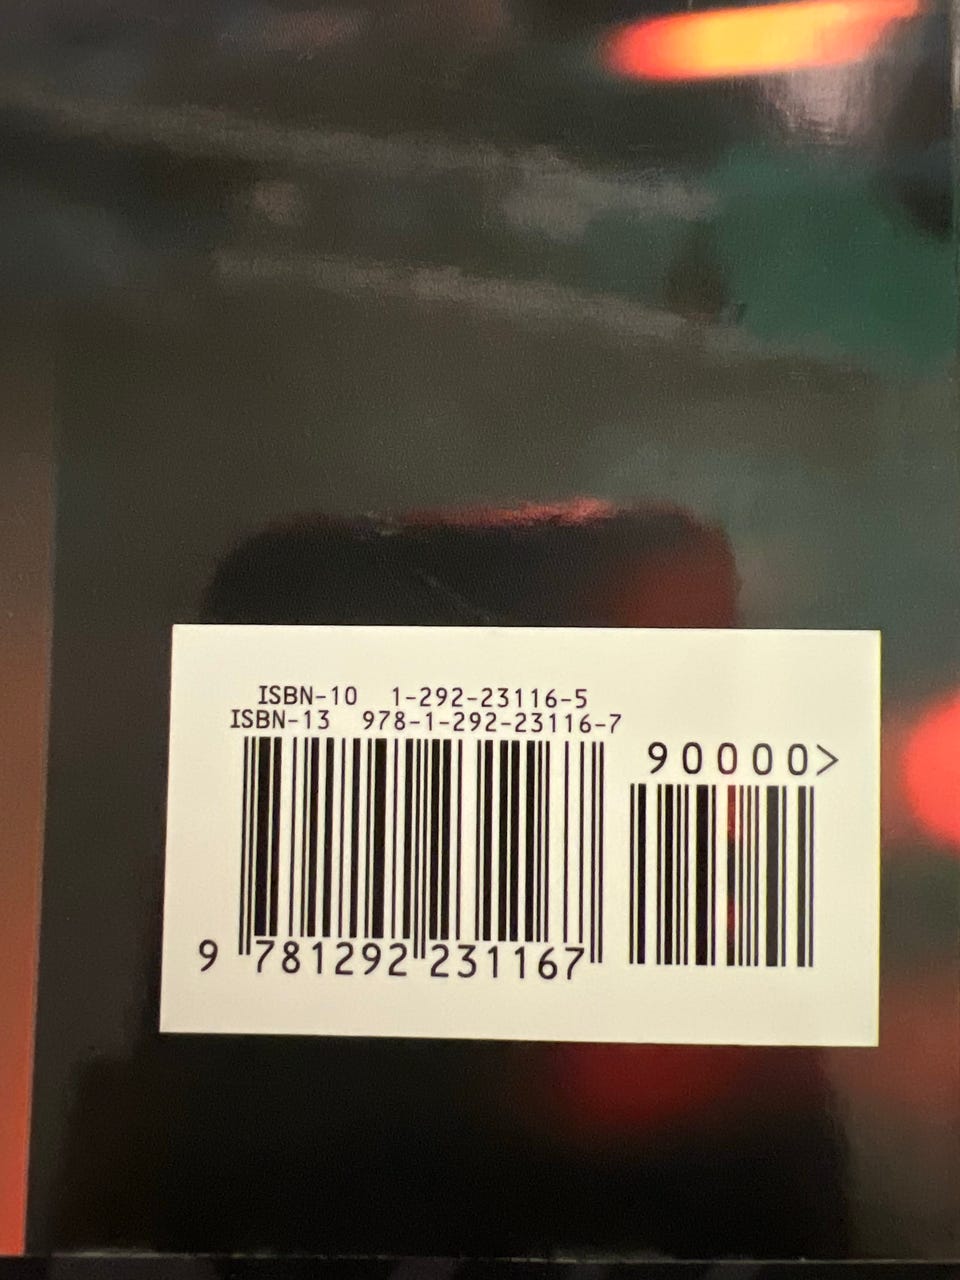 ISBN-10 1-292-23116-5
ISBN-13 978-1-292-23116-7
90000>
9 781292 231167